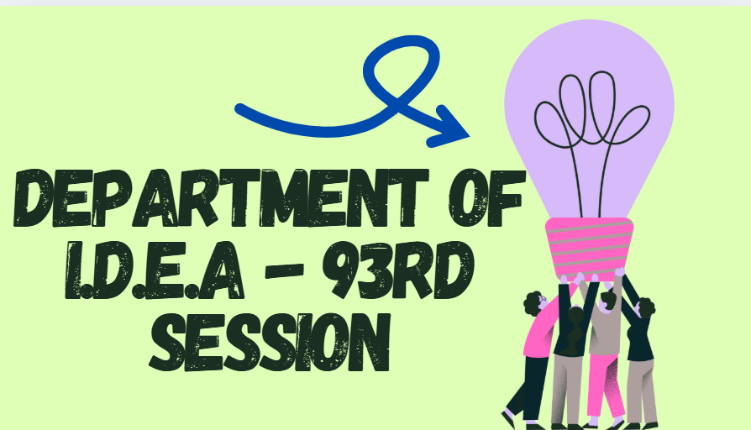 DEPARTMENT OF
I.D.E.A – 93RD
SESSION